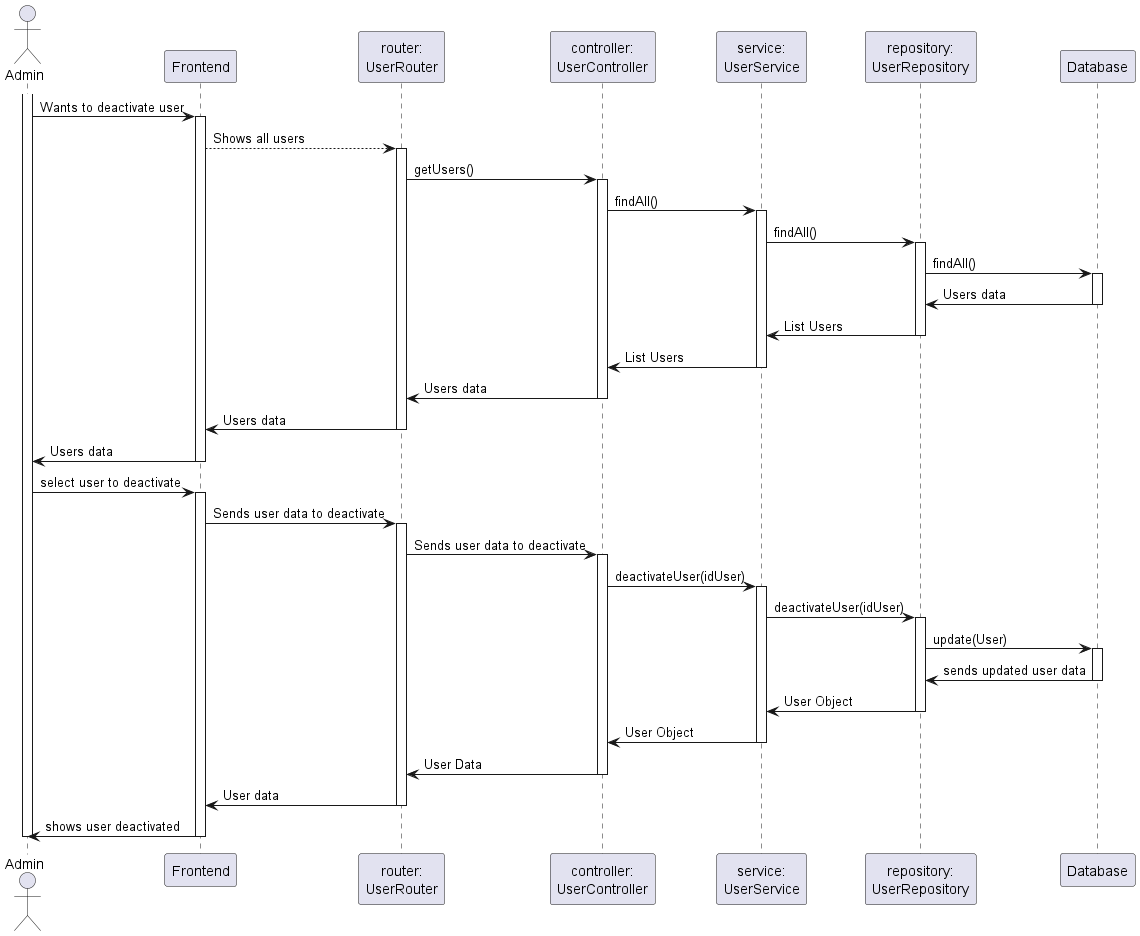 Admin
Frontend
router:
UserRouter
controller:
UserController
service:
UserService
repository:
UserRepository
Database
Wants to deactivate user
Shows all users
getUsers()
findAll()
findAll()
findAll()
Users data
List Users
List Users
Users data
Users data
Users data
select user to deactivate
Sends user data to deactivate
Sends user data to deactivate
deactivateUser(idUser)
deactivateUser(idUser)
update(User)
sends updated user data
User Object
User Object
User Data
User data
shows user deactivated
Admin
Frontend
router:
UserRouter
controller:
UserController
service:
UserService
repository:
UserRepository
Database